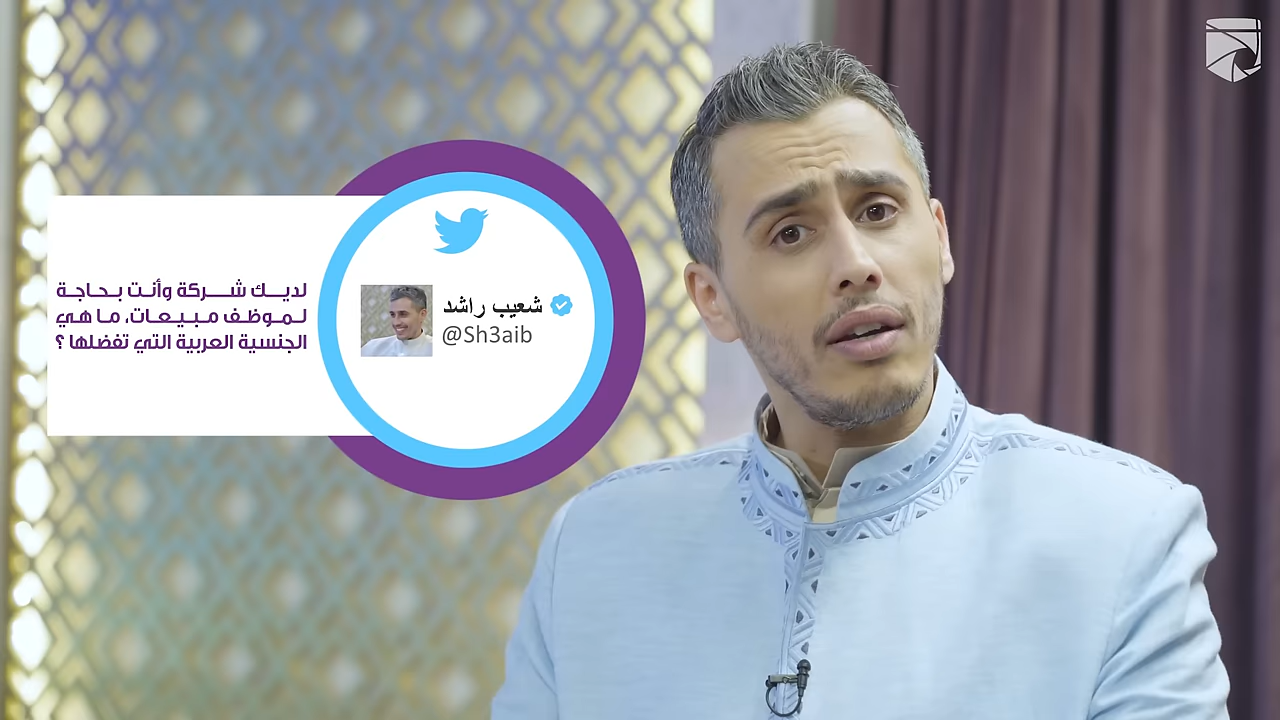 لديك شركة وأنت بحاجة
لموظف مبيعات، ما هي
الجنسية العربية التي تفضلها ؟
شعيب راشد
@Sh3aib